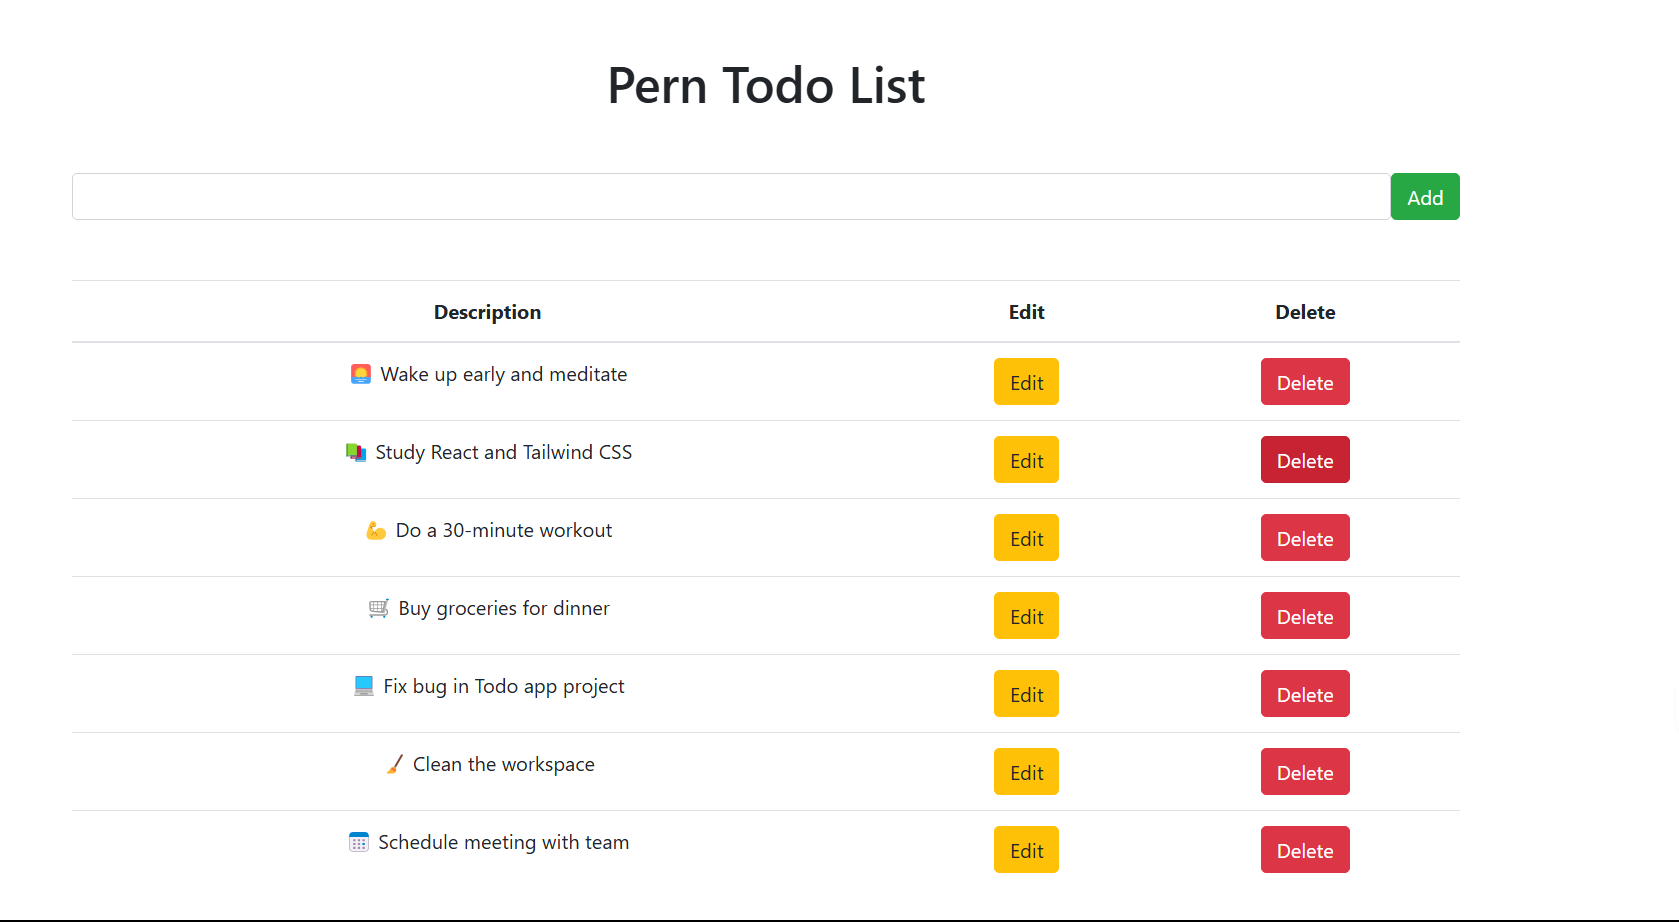 Pern Todo List
Add
Description Edit Delete
🌅 Wake up early and meditate Edit Delete
📚 Study React and Tailwind CSS Edit Delete
💪 Do a 30-minute workout Edit Delete
🛒 Buy groceries for dinner Edit Delete
💻 Fix bug in Todo app project Edit Delete
🧹 Clean the workspace Edit Delete
📅 Schedule meeting with team Edit Delete